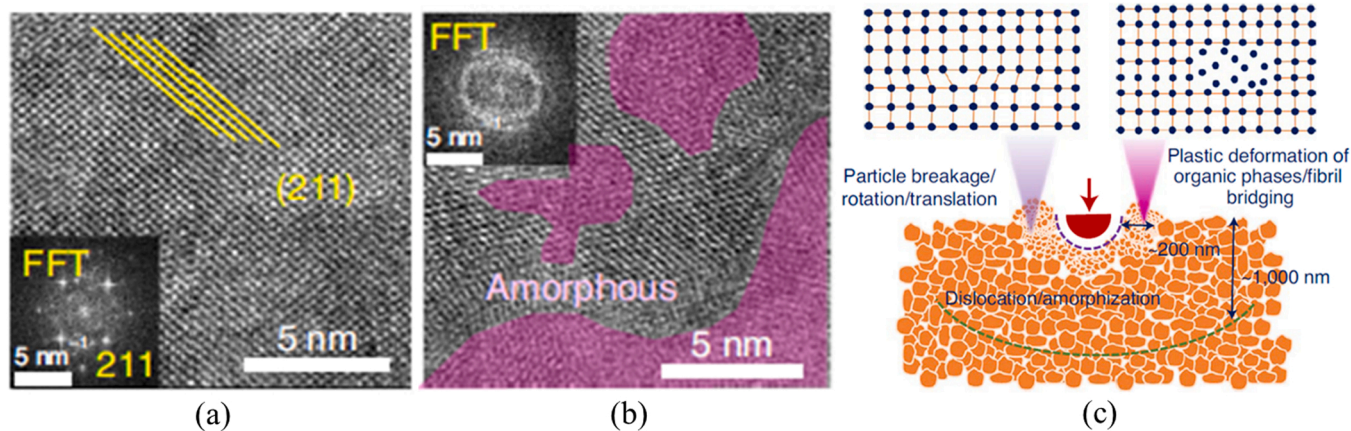 (211)
FFT
5 nm
-1
211
5 nm
(a)
FFT
5 nm
Amorphous
5 nm
(b)
Particle breakage/
rotation/translation
Plastic deformation of
organic phases/fibril
bridging
~200 nm
~1,000 nm
Dislocation/amorphization
(c)